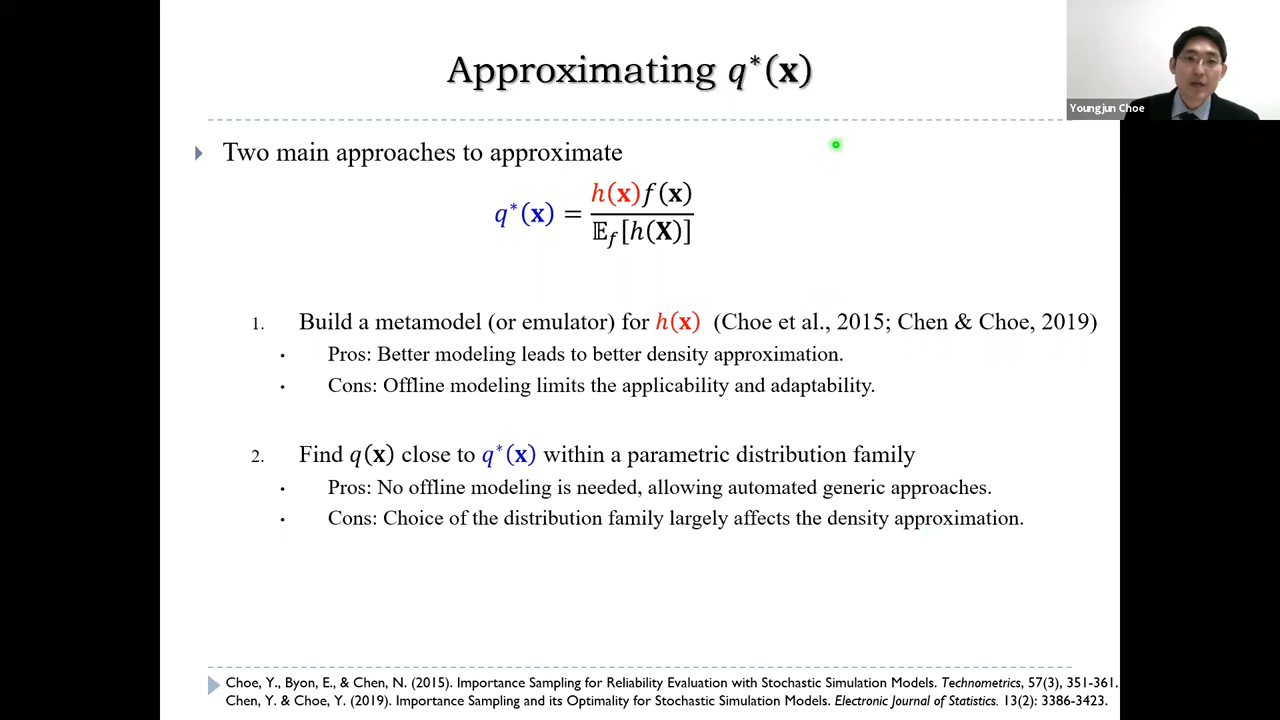 Approximating q*(𝐱)
Youngjun Choe
Two main approaches to approximate
q*(𝐱) = h(𝐱)f(𝐱) / 𝔼_f[h(𝐗)]
1. Build a metamodel (or emulator) for h(𝐱) (Choe et al., 2015; Chen & Choe, 2019)
• Pros: Better modeling leads to better density approximation.
• Cons: Offline modeling limits the applicability and adaptability.
2. Find q(𝐱) close to q*(𝐱) within a parametric distribution family
• Pros: No offline modeling is needed, allowing automated generic approaches.
• Cons: Choice of the distribution family largely affects the density approximation.
Choe, Y., Byon, E., & Chen, N. (2015). Importance Sampling for Reliability Evaluation with Stochastic Simulation Models. Technometrics, 57(3), 351-361.
Chen, Y. & Choe, Y. (2019). Importance Sampling and its Optimality for Stochastic Simulation Models. Electronic Journal of Statistics. 13(2): 3386-3423.